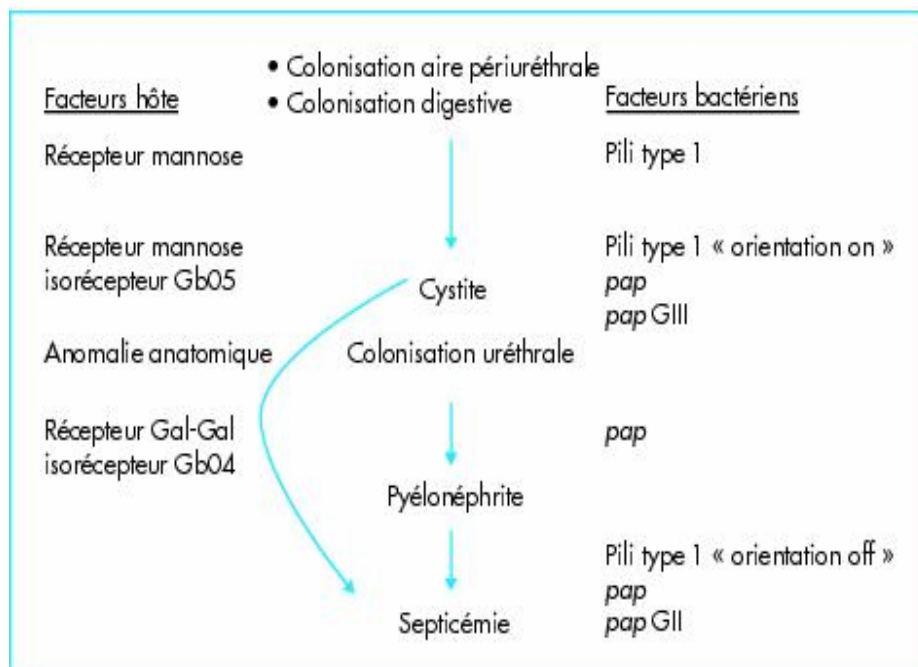 • Colonisation aire périuréthrale
• Colonisation digestive
Facteurs hôte
Facteurs bactériens
Récepteur mannose
Pili type 1
Récepteur mannose
isorécepteur Gb05
Pili type 1 « orientation on »
pap
pap GIII
Cystite
Anomalie anatomique
Colonisation uréthrale
Récepteur Gal-Gal
isorécepteur Gb04
pap
Pyélonéphrite
Pili type 1 « orientation off »
pap
pap GII
Septicémie